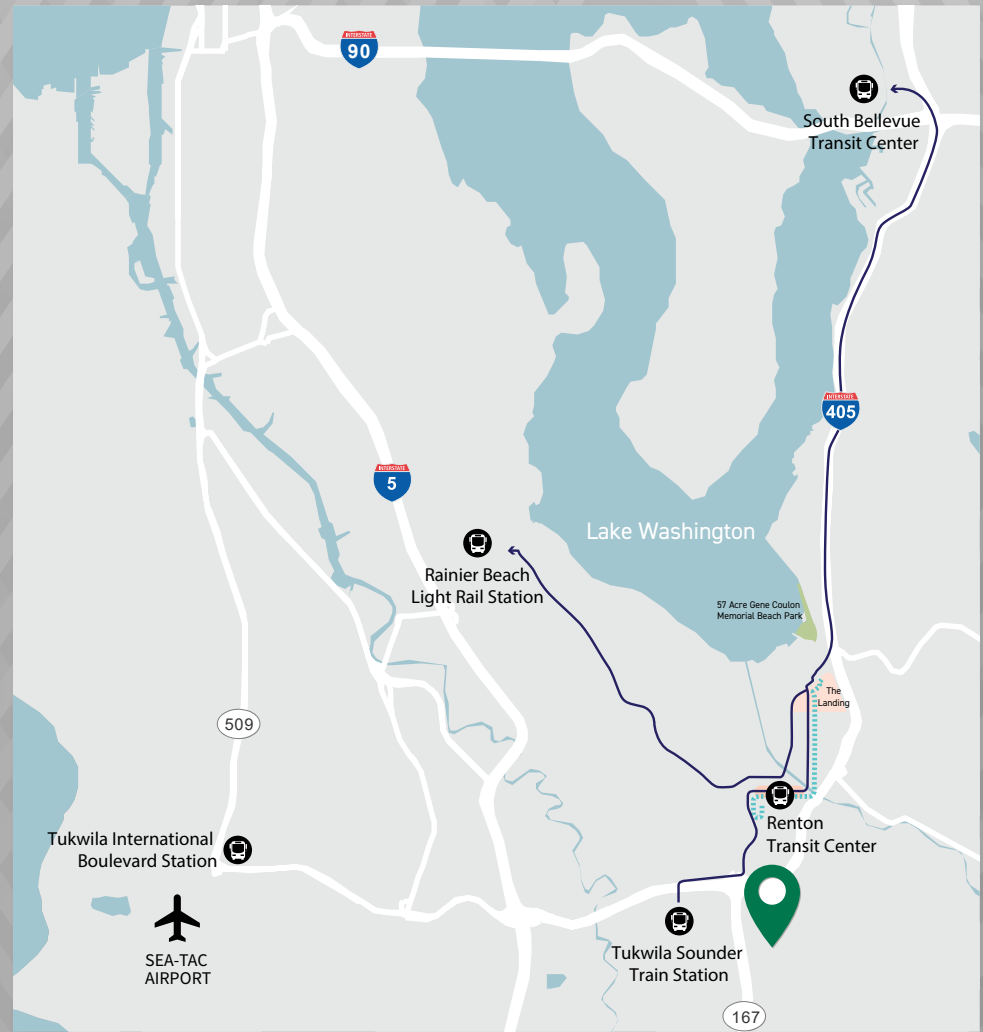 INTERSTATE
90
South Bellevue
Transit Center
INTERSTATE
405
INTERSTATE
5
Lake Washington
Rainier Beach
Light Rail Station
57 Acre Gene Coulon
Memorial Beach Park
The
Landing
509
Renton
Transit Center
Tukwila International
Boulevard Station
SEA-TAC
AIRPORT
Tukwila Sounder
Train Station
167